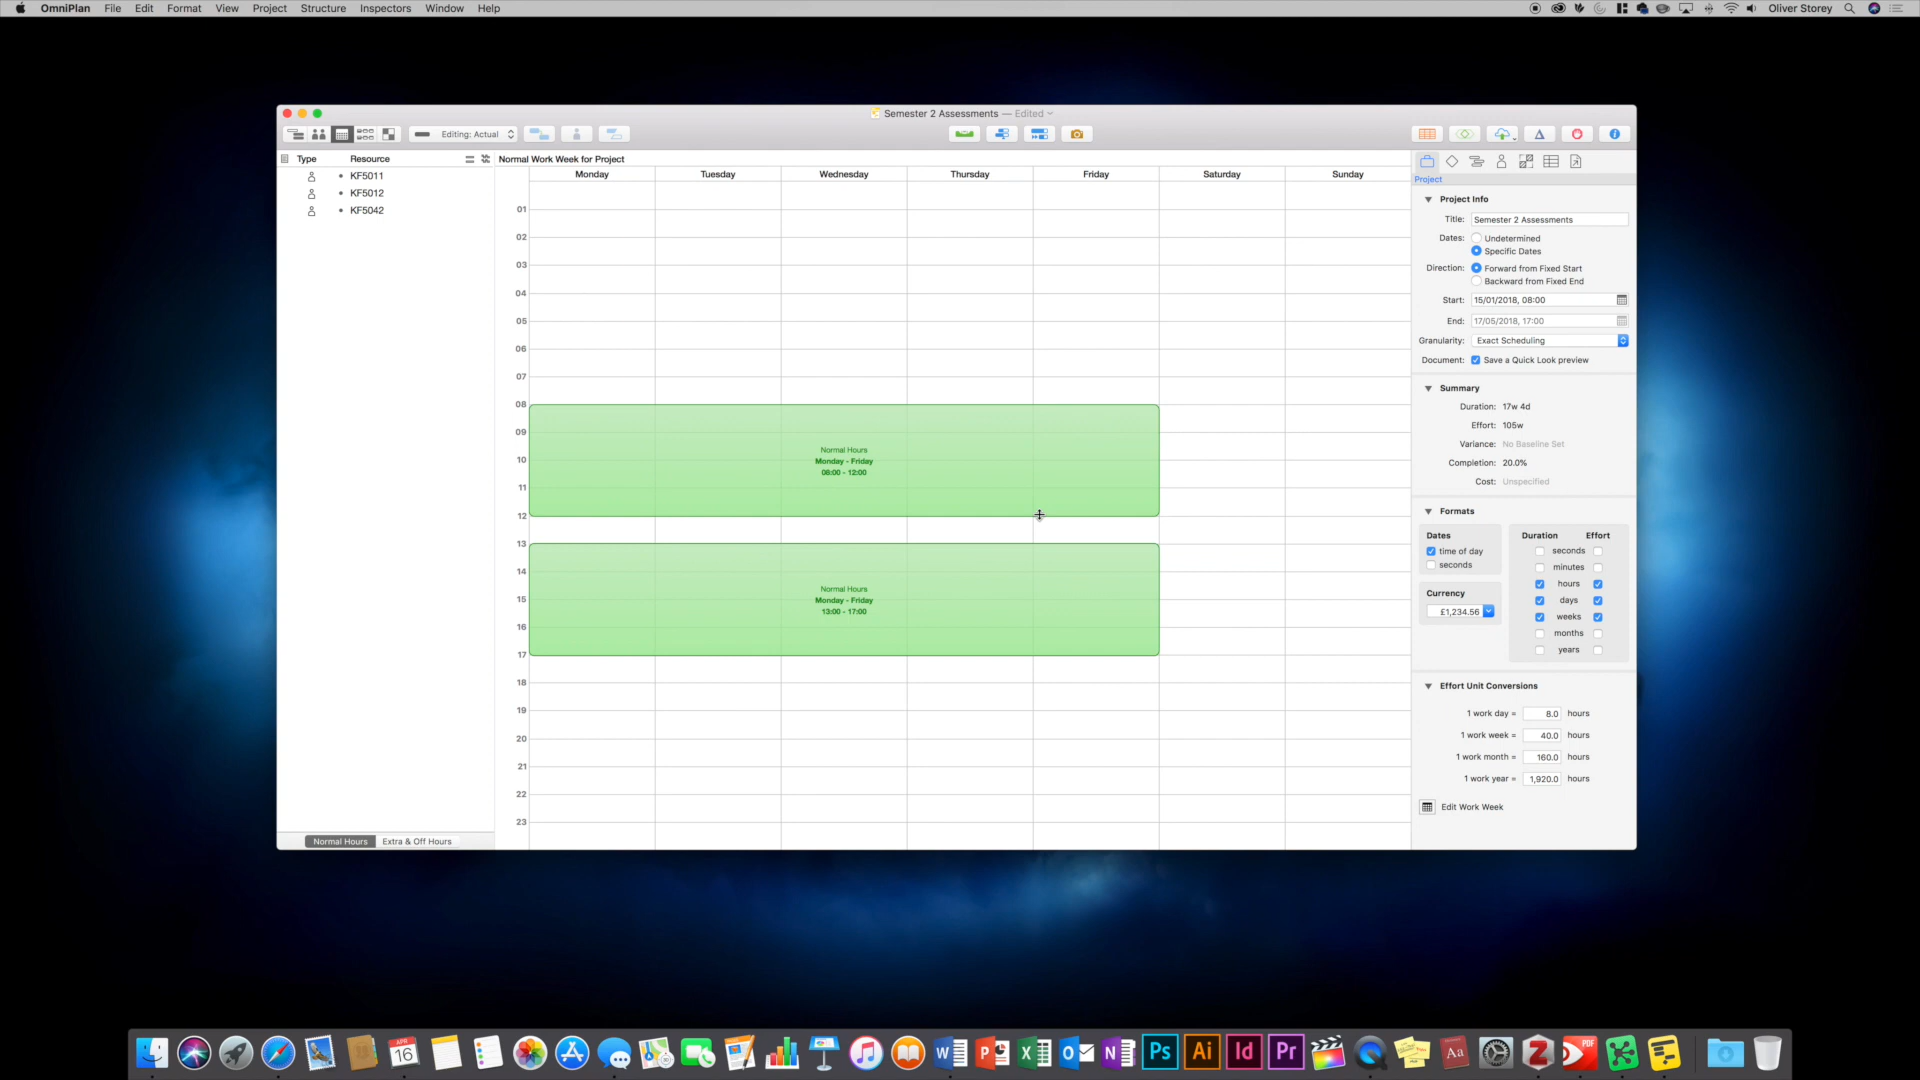 OmniPlan File Edit Format View Project Structure Inspectors Window Help Oliver Storey
Semester 2 Assessments — Edited
Editing: Actual
Type Resource
KF5011
KF5012
KF5042
Normal Hours Extra & Off Hours
Normal Work Week for Project
Monday Tuesday Wednesday Thursday Friday Saturday Sunday
01
02
03
04
05
06
07
08
09
10
11
12
13
14
15
16
17
18
19
20
21
22
23
Normal Hours
Monday - Friday
08:00 - 12:00
Normal Hours
Monday - Friday
13:00 - 17:00
Project
Project Info
Title: Semester 2 Assessments
Dates: Undetermined
Specific Dates
Direction: Forward from Fixed Start
Backward from Fixed End
Start: 15/01/2018, 08:00
End: 17/05/2018, 17:00
Granularity: Exact Scheduling
Document: Save a Quick Look preview
Summary
Duration: 17w 4d
Effort: 105w
Variance: No Baseline Set
Completion: 20.0%
Cost: Unspecified
Formats
Dates
time of day
seconds
Currency
£1,234.56
Duration Effort
seconds
minutes
hours
days
weeks
months
years
Effort Unit Conversions
1 work day = 8.0 hours
1 work week = 40.0 hours
1 work month = 160.0 hours
1 work year = 1,920.0 hours
Edit Work Week
APR
16
W
P
X
O
N
Ps
Ai
Id
Pr
Aa
Z
PDF